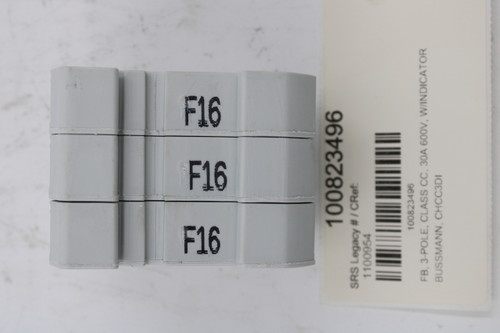 F16
F16
F16
100823496
SRS Legacy # / CRef:
1100954
100823496
FB, 3-POLE, CLASS CC, 30A 600V, W/INDICATOR
BUSSMANN, CHCC3DI